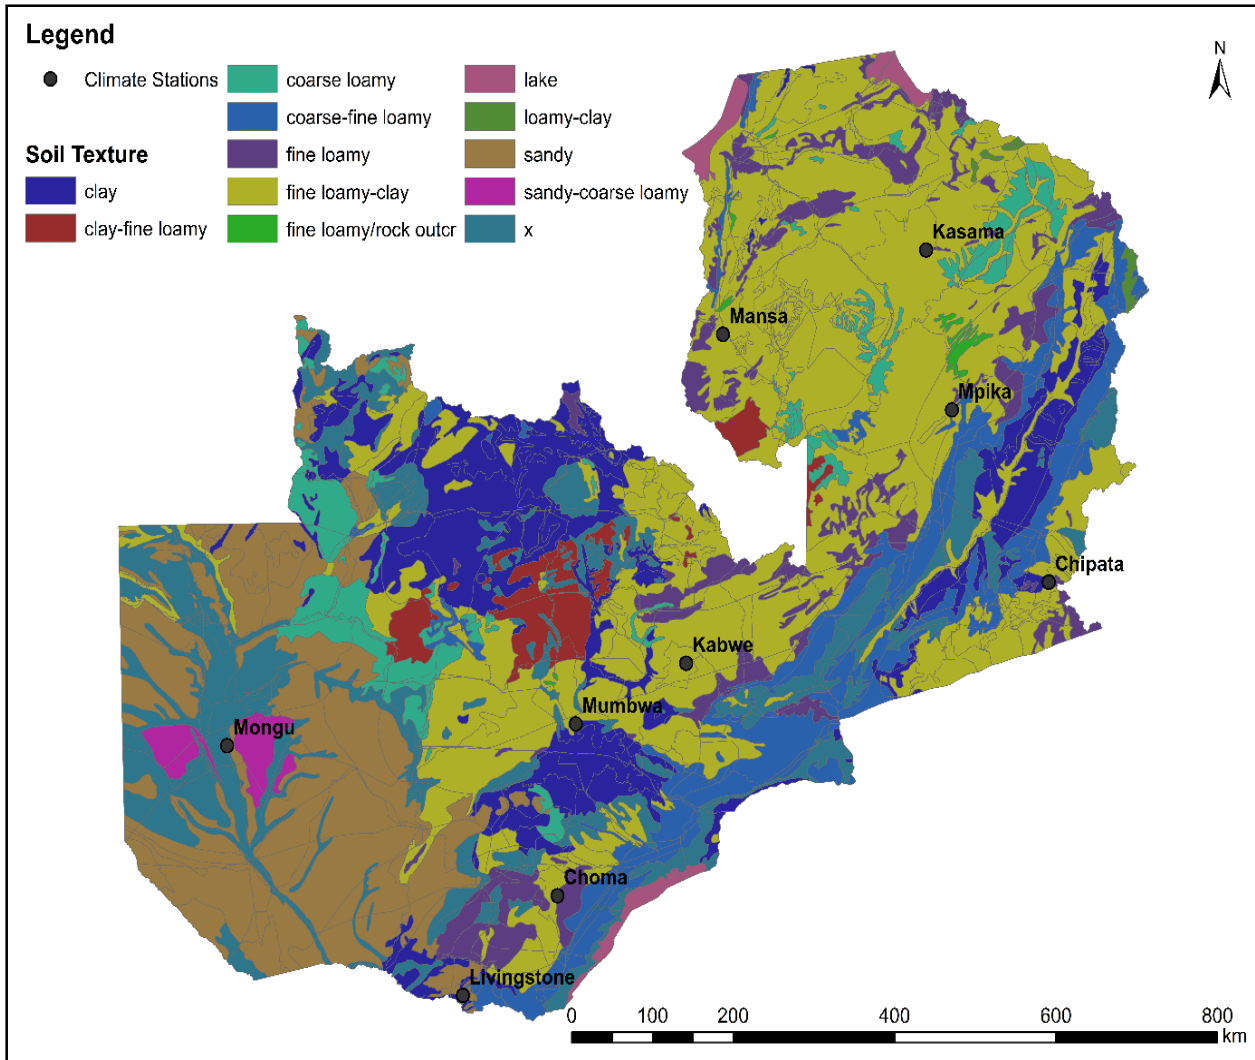 Legend
Climate Stations
Soil Texture
clay
clay-fine loamy
coarse loamy
coarse-fine loamy
fine loamy
fine loamy-clay
fine loamy/rock outcr
lake
loamy-clay
sandy
sandy-coarse loamy
x
N
Kasama
Mansa
Mpika
Chipata
Kabwe
Mumbwa
Mongu
Choma
Livingstone
0 100 200 400 600 800
km